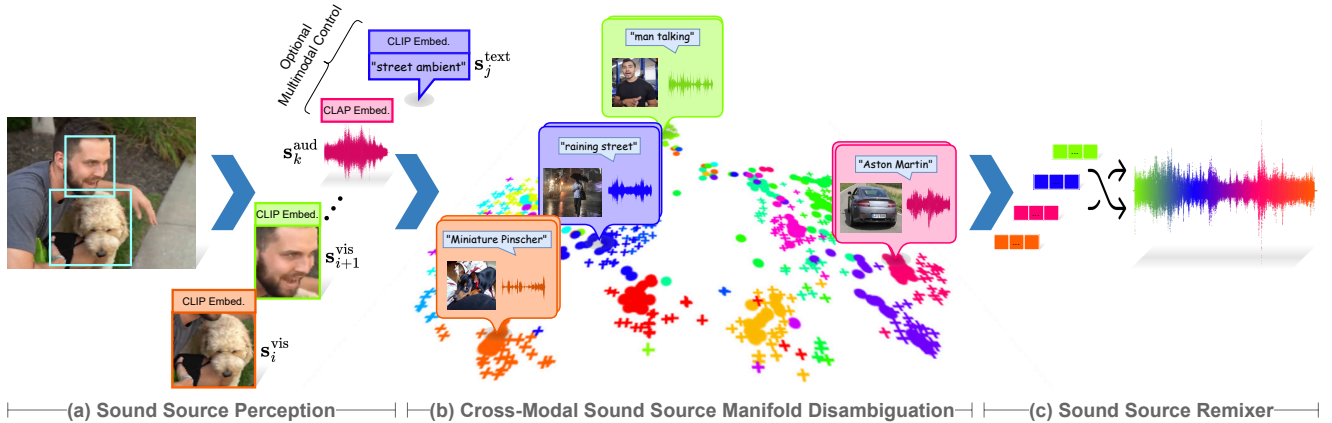 Optional
Multimodal Control
CLIP Embed.
"street ambient"
s_j^text
CLAP Embed.
s_k^aud
CLIP Embed.
s_{i+1}^vis
CLIP Embed.
s_i^vis
"man talking"
"raining street"
"Miniature Pinscher"
"Aston Martin"
...
...
...
(a) Sound Source Perception
(b) Cross-Modal Sound Source Manifold Disambiguation
(c) Sound Source Remixer